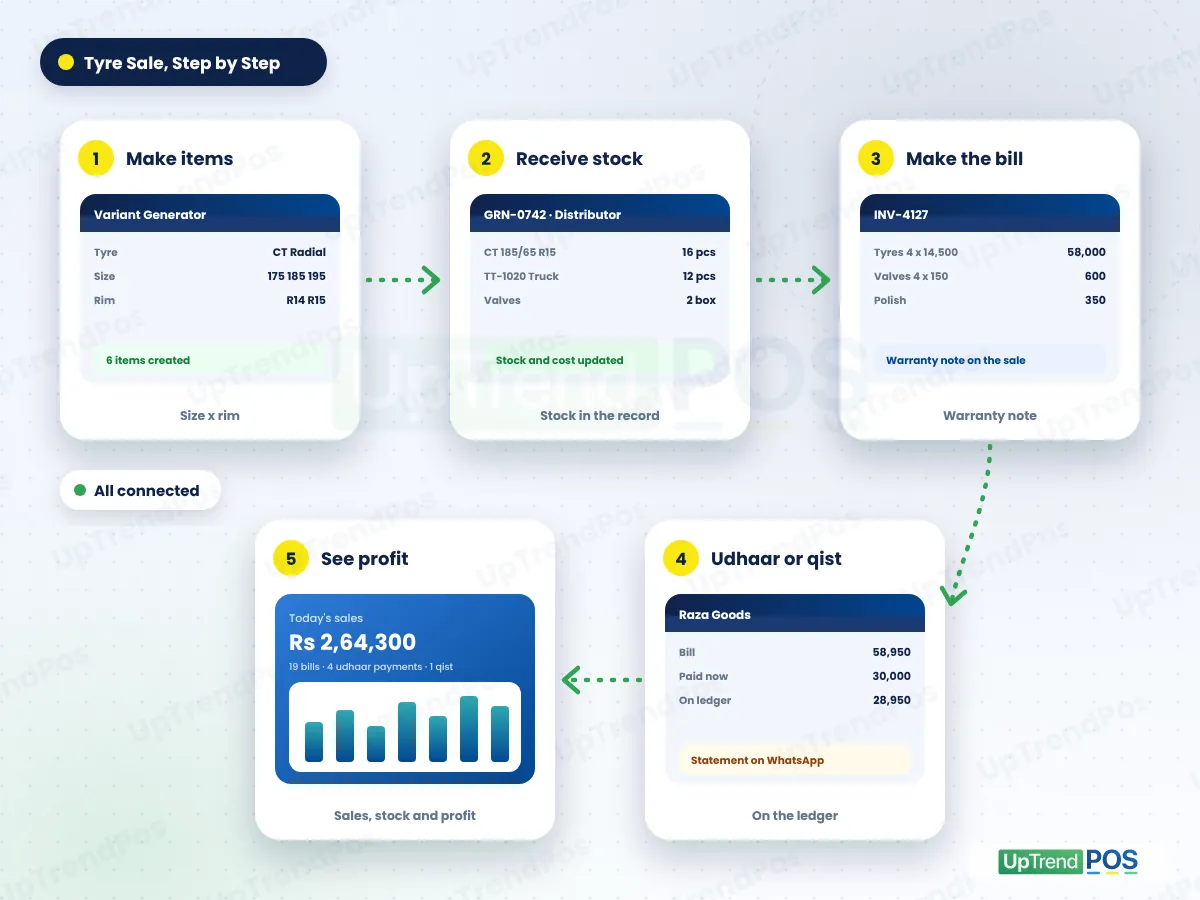 Tyre Sale, Step by Step
1 Make items
Variant Generator
Tyre CT Radial
Size 175 185 195
Rim R14 R15
6 items created
Size x rim
2 Receive stock
GRN-0742 · Distributor
CT 185/65 R15 16 pcs
TT-1020 Truck 12 pcs
Valves 2 box
Stock and cost updated
Stock in the record
3 Make the bill
INV-4127
Tyres 4 x 14,500 58,000
Valves 4 x 150 600
Polish 350
Warranty note on the sale
Warranty note
All connected
4 Udhaar or qist
Raza Goods
Bill 58,950
Paid now 30,000
On ledger 28,950
Statement on WhatsApp
On the ledger
5 See profit
Today's sales
Rs 2,64,300
19 bills · 4 udhaar payments · 1 qist
Sales, stock and profit
UpTrend POS